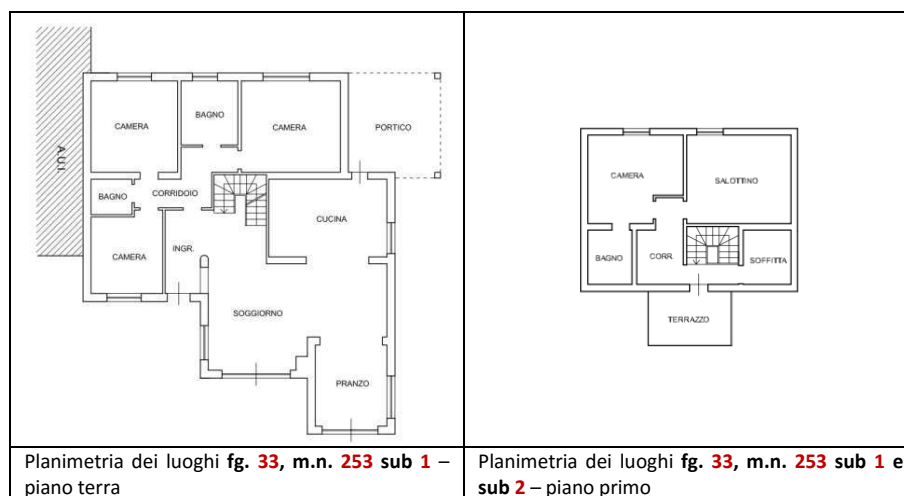 A.U.I.
CAMERA
BAGNO
CAMERA
PORTICO
BAGNO
CORRIDOIO
CUCINA
INGR.
CAMERA
SOGGIORNO
PRANZO
CAMERA
SALOTTINO
BAGNO
CORR.
SOFFITTA
TERRAZZO
Planimetria dei luoghi fg. 33, m.n. 253 sub 1 –
piano terra
Planimetria dei luoghi fg. 33, m.n. 253 sub 1 e
sub 2 – piano primo